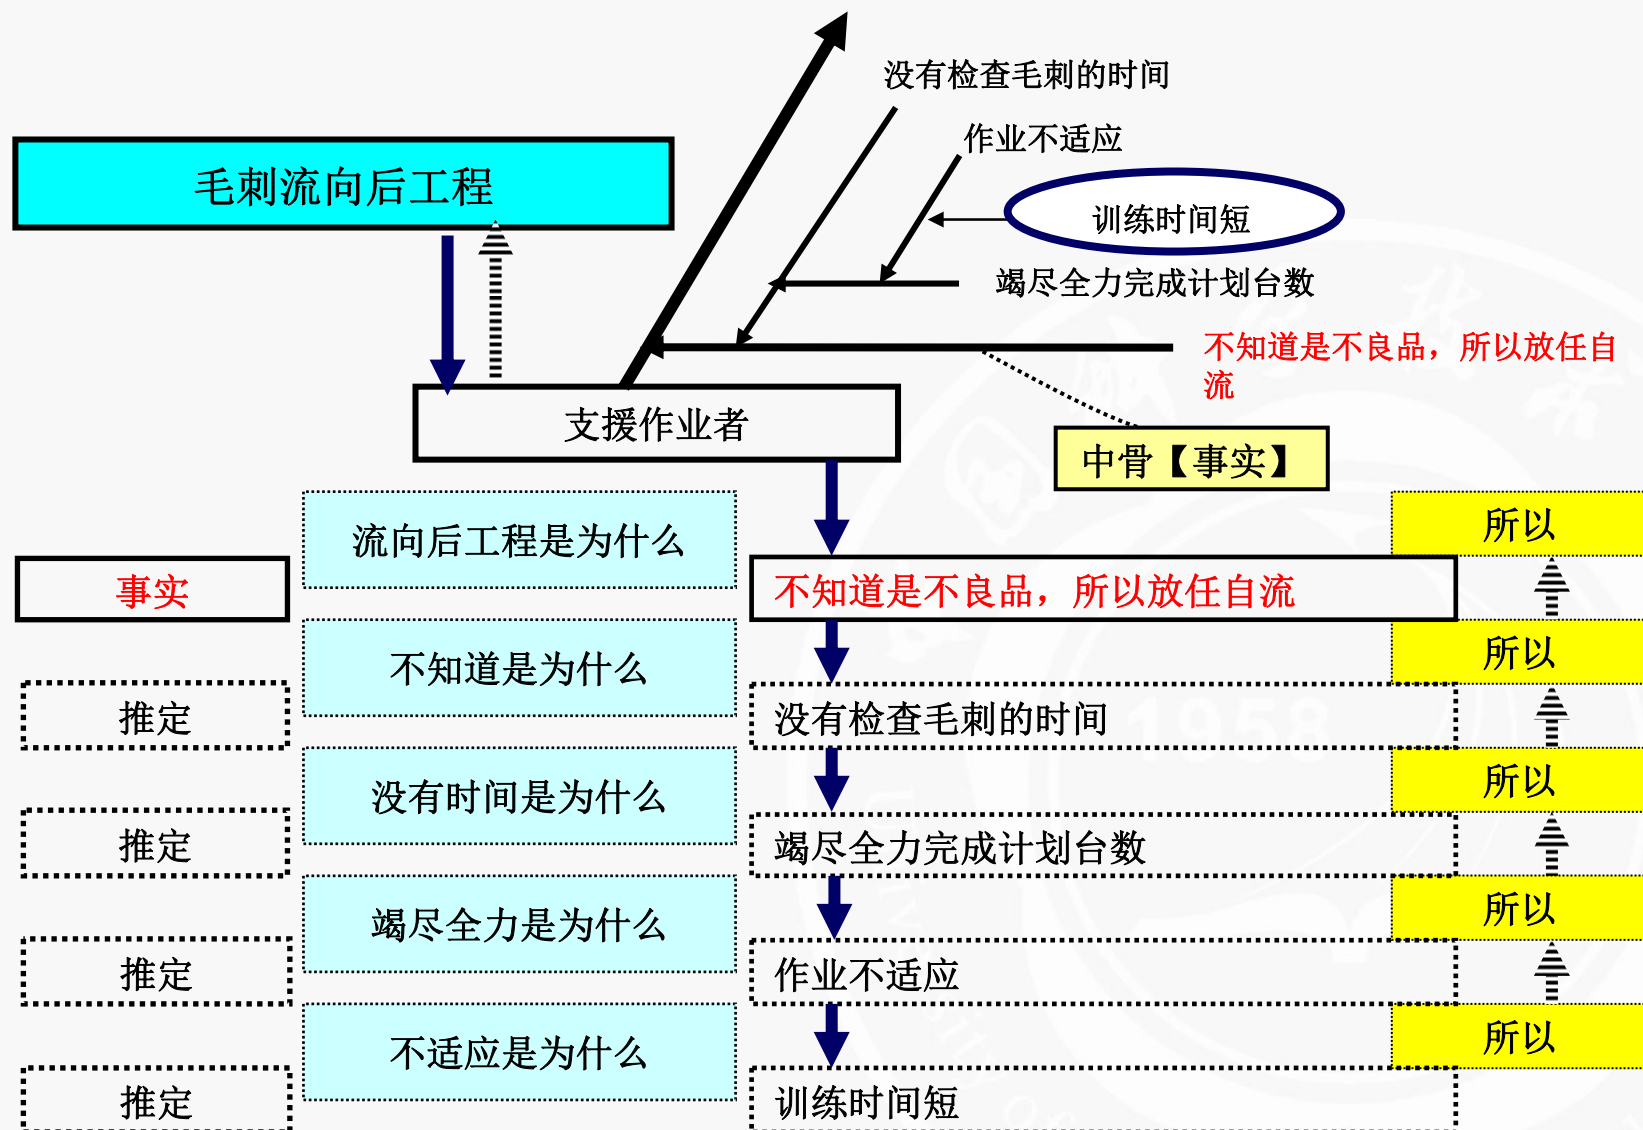 没有检查毛刺的时间
作业不适应
毛刺流向后工程
训练时间短
竭尽全力完成计划台数
不知道是不良品，所以放任自
流
支援作业者
中骨【事实】
流向后工程是为什么
所以
事实
不知道是不良品，所以放任自流
不知道是为什么
所以
推定
没有检查毛刺的时间
1958
没有时间是为什么
所以
推定
竭尽全力完成计划台数
竭尽全力是为什么
所以
推定
作业不适应
不适应是为什么
所以
推定
训练时间短